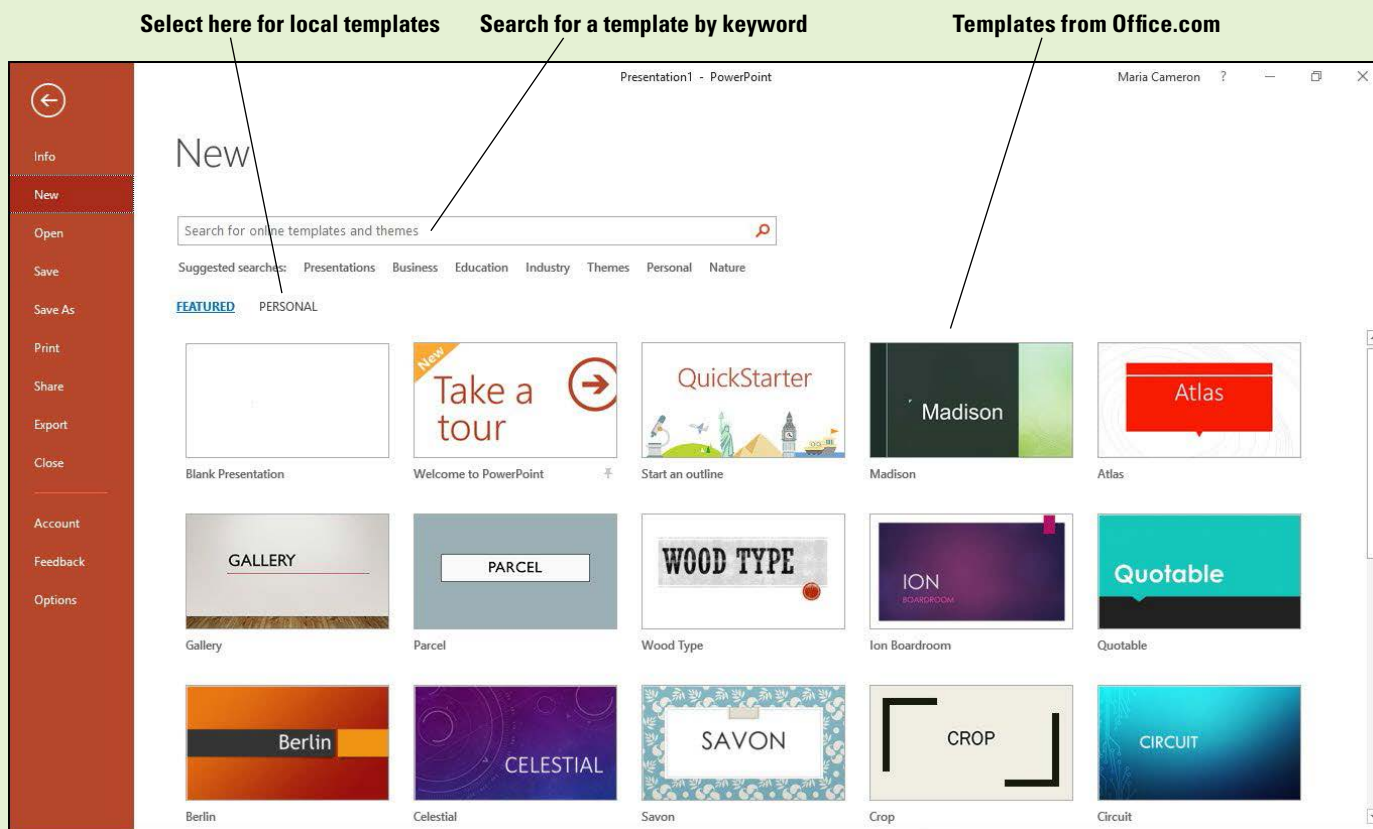 Select here for local templates
Search for a template by keyword
Templates from Office.com
Presentation1 - PowerPoint
Maria Cameron
?
Info
New
Open
Save
Save As
Print
Share
Export
Close
Account
Feedback
Options
New
Search for online templates and themes
Suggested searches: Presentations Business Education Industry Themes Personal Nature
FEATURED PERSONAL
New
Take a
tour
QuickStarter
Madison
Atlas
Blank Presentation
Welcome to PowerPoint
Start an outline
Madison
Atlas
GALLERY
PARCEL
WOOD TYPE
ION
BOARDROOM
Quotable
Gallery
Parcel
Wood Type
Ion Boardroom
Quotable
Berlin
CELESTIAL
SAVON
CROP
CIRCUIT
Berlin
Celestial
Savon
Crop
Circuit